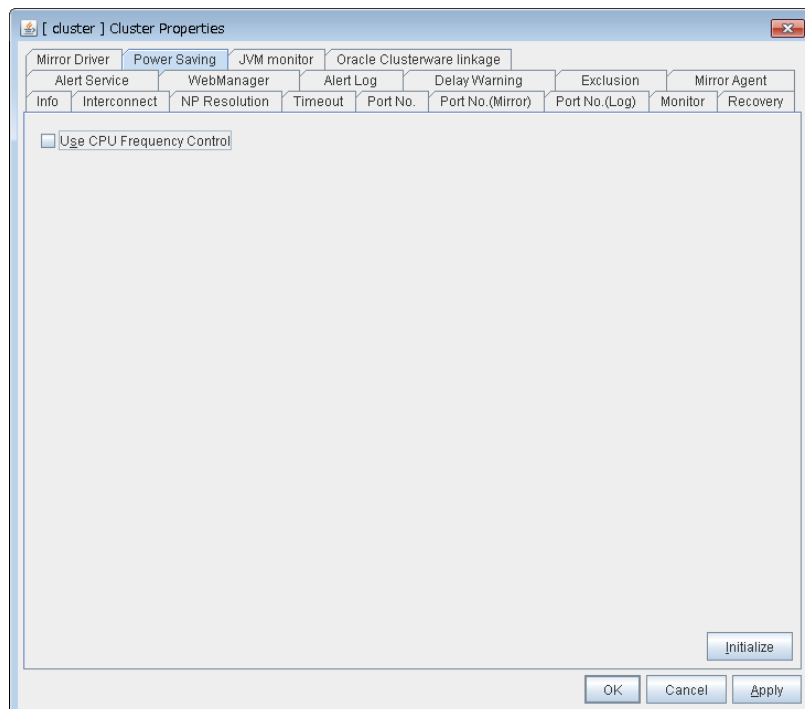 [ cluster ] Cluster Properties
Mirror Driver Power Saving JVM monitor Oracle Clusterware linkage
Alert Service WebManager Alert Log Delay Warning Exclusion Mirror Agent
Info Interconnect NP Resolution Timeout Port No. Port No.(Mirror) Port No.(Log) Monitor Recovery
Use CPU Frequency Control
Initialize
OK Cancel Apply